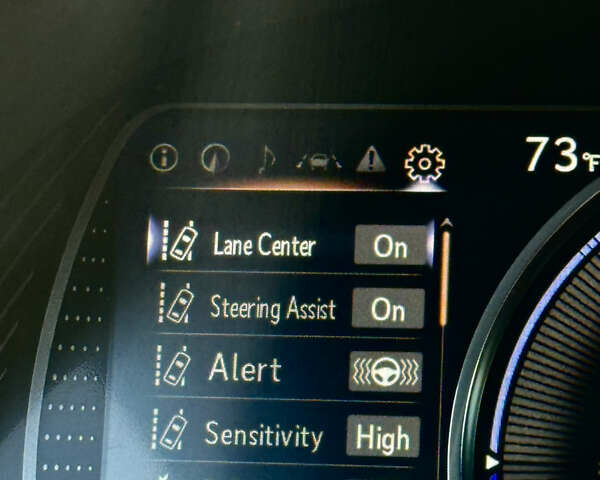 73°F
Lane Center On
Steering Assist On
Alert
Sensitivity High